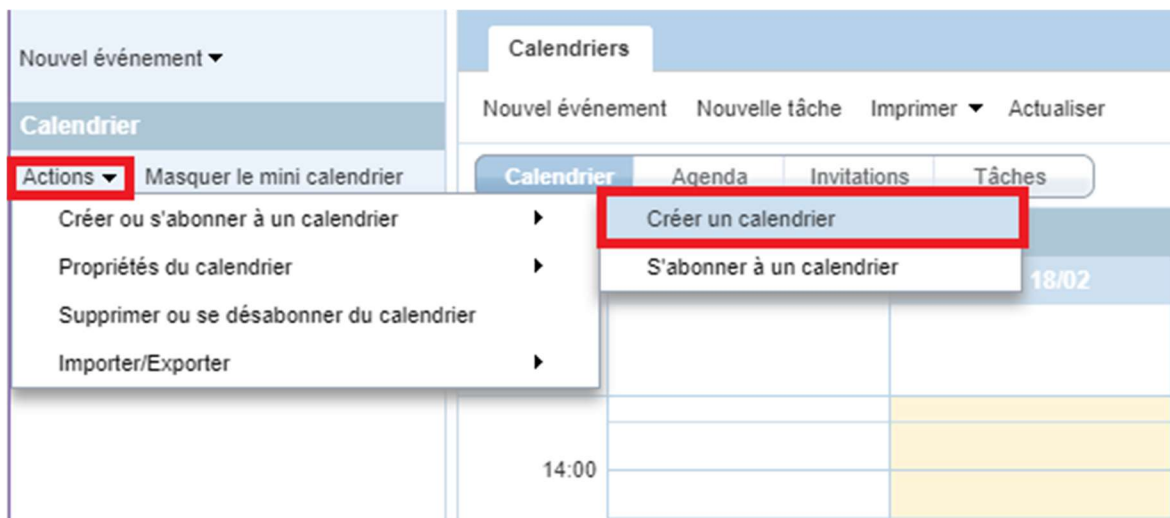 Nouvel événement
Calendrier
Actions
Masquer le mini calendrier
Créer ou s'abonner à un calendrier
Propriétés du calendrier
Supprimer ou se désabonner du calendrier
Importer/Exporter
Calendriers
Nouvel événement Nouvelle tâche Imprimer Actualiser
Calendrier Agenda Invitations Tâches
Créer un calendrier
S'abonner à un calendrier
18/02
14:00